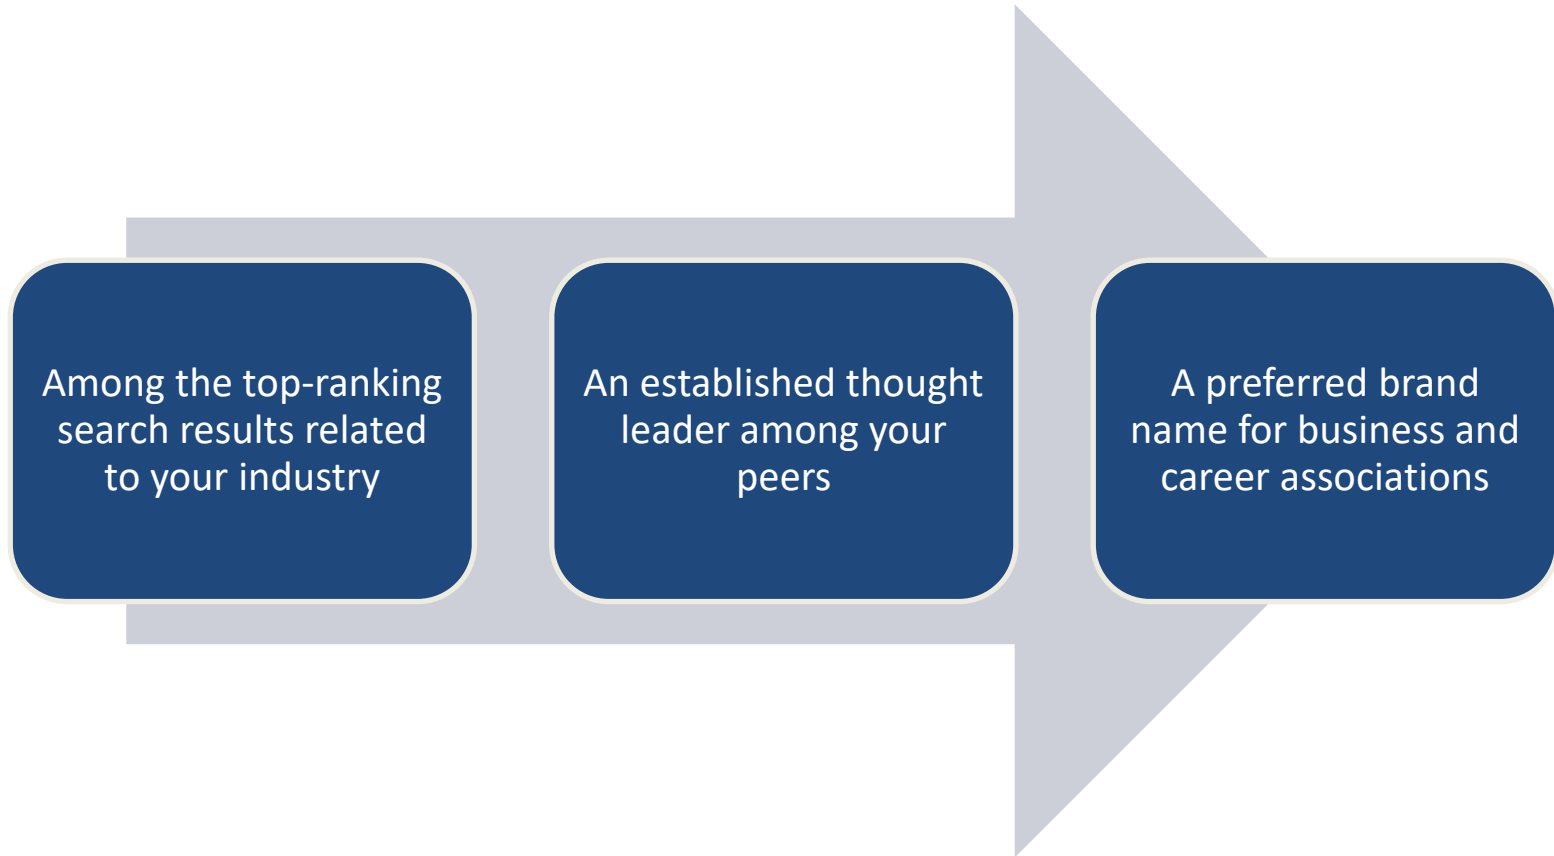 Among the top-ranking
search results related
to your industry
An established thought
leader among your
peers
A preferred brand
name for business and
career associations